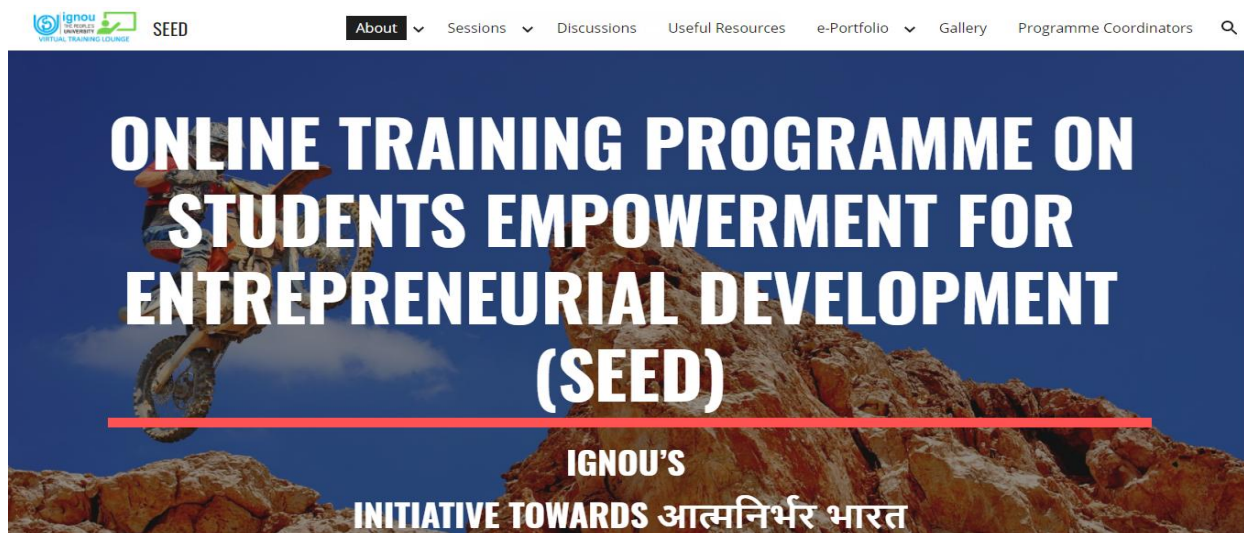 ignou
THE PEOPLE'S
UNIVERSITY
VIRTUAL TRAINING LOUNGE
SEED
About
Sessions
Discussions
Useful Resources
e-Portfolio
Gallery
Programme Coordinators
ONLINE TRAINING PROGRAMME ON
STUDENTS EMPOWERMENT FOR
ENTREPRENEURIAL DEVELOPMENT
(SEED)
IGNOU'S
INITIATIVE TOWARDS आत्मनिर्भर भारत